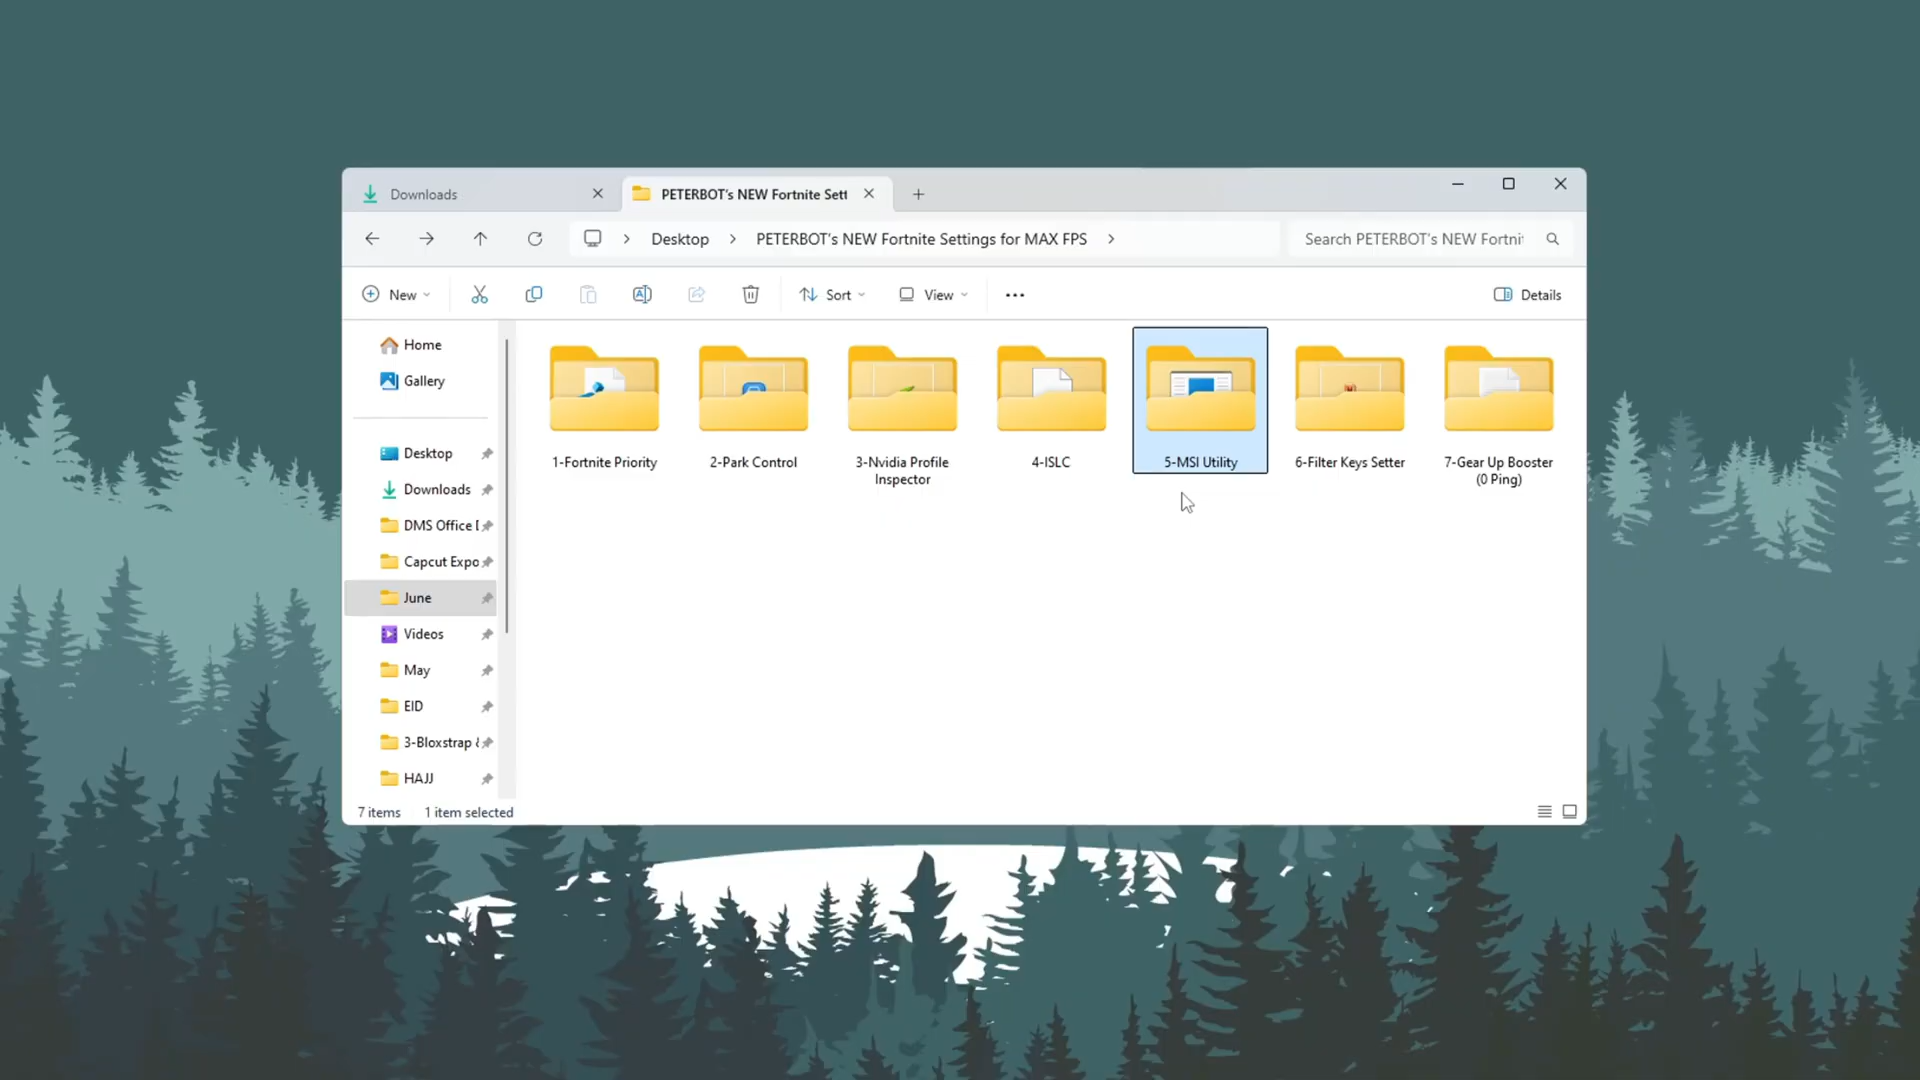 Downloads
PETERBOT's NEW Fortnite Sett
Desktop
PETERBOT's NEW Fortnite Settings for MAX FPS
Search PETERBOT's NEW Fortni
New
Sort
View
Details
Home
Gallery
Desktop
Downloads
DMS Office
Capcut Expo
June
Videos
May
EID
3-Bloxstrap
HAJJ
1-Fortnite Priority
2-Park Control
3-Nvidia Profile
Inspector
4-ISLC
5-MSI Utility
6-Filter Keys Setter
7-Gear Up Booster
(0 Ping)
7 items
1 item selected